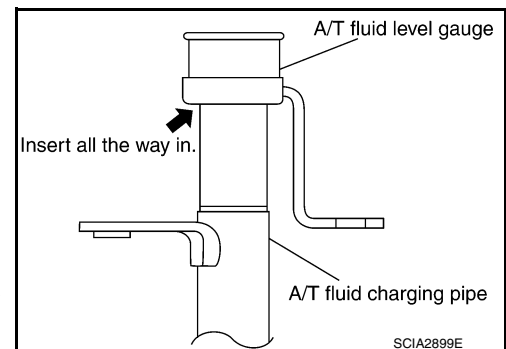 A/T fluid level gauge
Insert all the way in.
A/T fluid charging pipe
SCIA2899E